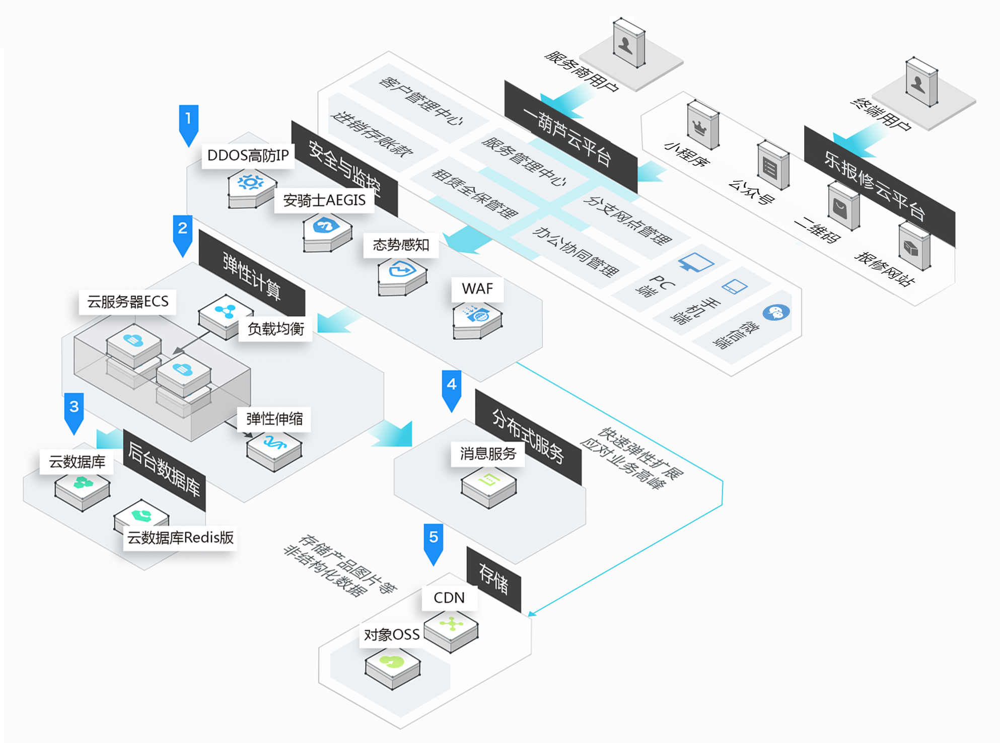 服务商用户
终端用户
一葫芦云平台
乐报修云平台
小程序
公众号
二维码
报修网站
客户管理中心
进销存账款
服务管理中心
租赁全保管理
分支网点管理
办公协同管理
PC
端
手机端
微信端
1
安全与监控
DDOS高防IP
安骑士AEGIS
态势感知
WAF
2
弹性计算
云服务器ECS
负载均衡
弹性伸缩
3
后台数据库
云数据库
云数据库Redis版
4
分布式服务
消息服务
快速弹性扩展
应对业务高峰
5
存储
存储产品图片等
非结构化数据
CDN
对象OSS